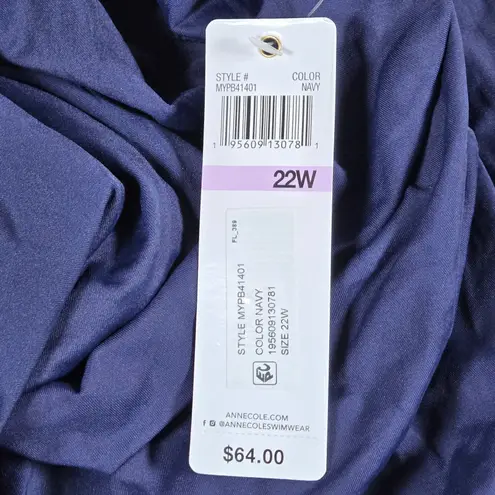 STYLE # COLOR
MYPB41401 NAVY
1 95609 13078 1
22W
FL_399
STYLE MYPB41401
COLOR NAVY
195609130781
SIZE 22W
ANNECOLE.COM
@ANNECOLESWIMWEAR
$64.00